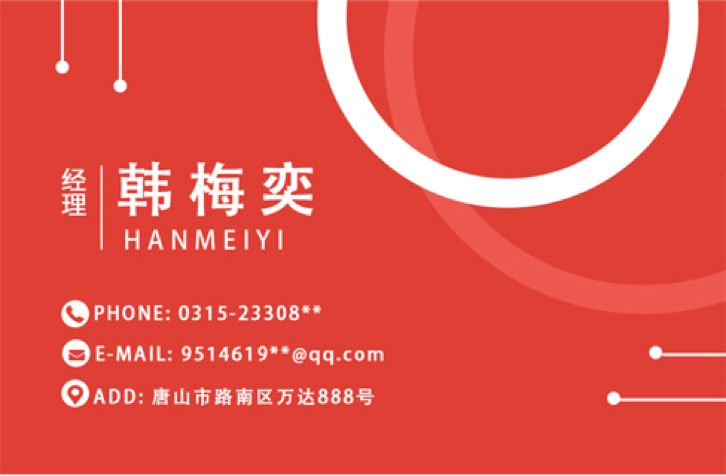 经理
韩梅奕
HANMEIYI
PHONE: 0315-23308**
E-MAIL: 9514619**@qq.com
ADD: 唐山市路南区万达888号